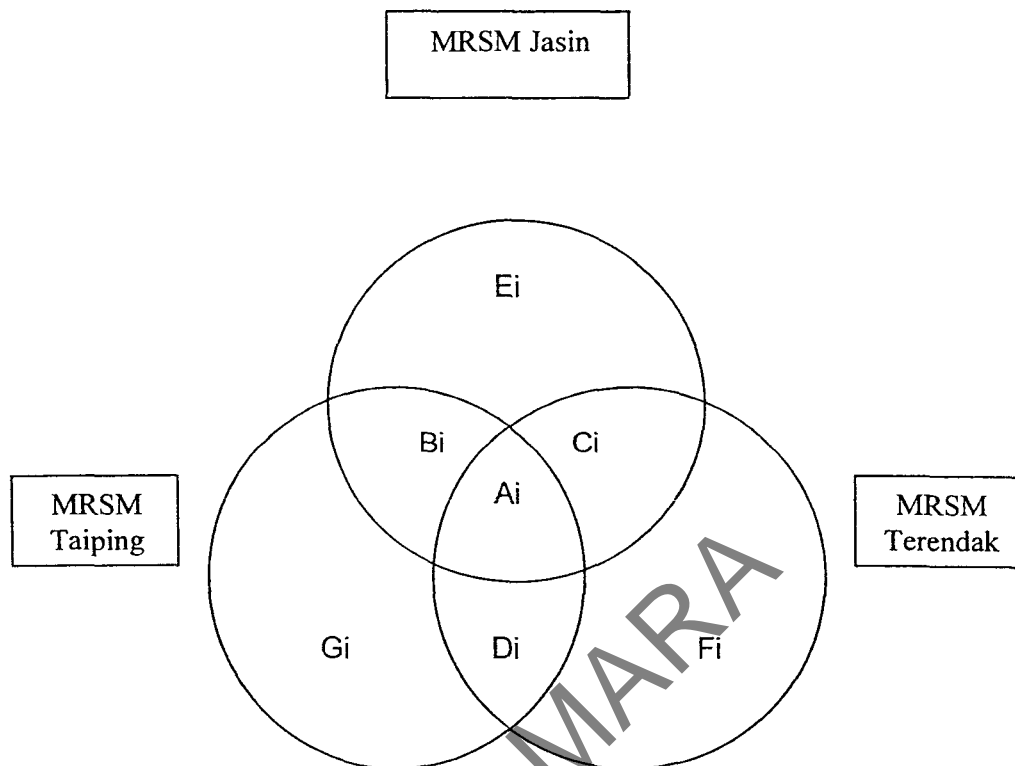 MRSM Jasin
Ei
Bi
Ci
Ai
MRSM
Taiping
MRSM
Terendak
Gi
Di
Fi
MARA